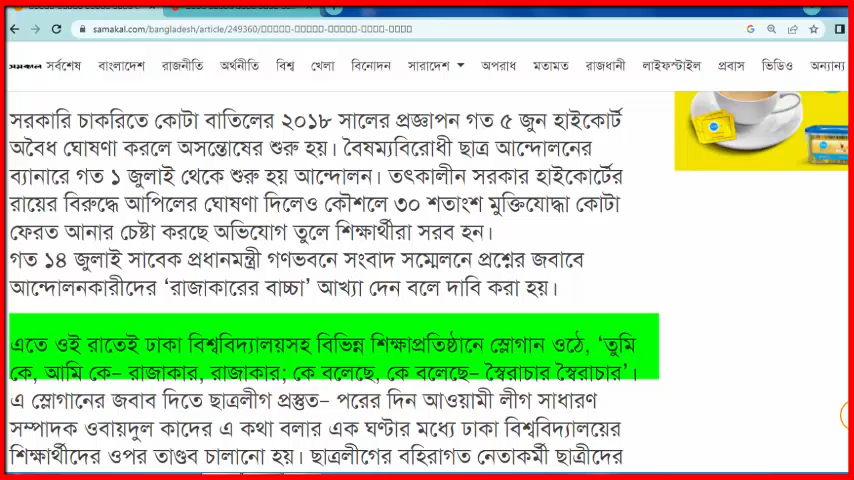 samakal.com/bangladesh/article/249360/
সমকাল সর্বশেষ বাংলাদেশ রাজনীতি অর্থনীতি বিশ্ব খেলা বিনোদন সারাদেশ অপরাধ মতামত রাজধানী লাইফস্টাইল প্রবাস ভিডিও অন্যান্য
সরকারি চাকরিতে কোটা বাতিলের ২০১৮ সালের প্রজ্ঞাপন গত ৫ জুন হাইকোর্ট
অবৈধ ঘোষণা করলে অসন্তোষের শুরু হয়। বৈষম্যবিরোধী ছাত্র আন্দোলনের
ব্যানারে গত ১ জুলাই থেকে শুরু হয় আন্দোলন। তৎকালীন সরকার হাইকোর্টের
রায়ের বিরুদ্ধে আপিলের ঘোষণা দিলেও কৌশলে ৩০ শতাংশ মুক্তিযোদ্ধা কোটা
ফেরত আনার চেষ্টা করছে অভিযোগ তুলে শিক্ষার্থীরা সরব হন।
গত ১৪ জুলাই সাবেক প্রধানমন্ত্রী গণভবনে সংবাদ সম্মেলনে প্রশ্নের জবাবে
আন্দোলনকারীদের ‘রাজাকারের বাচ্চা’ আখ্যা দেন বলে দাবি করা হয়।
এতে ওই রাতেই ঢাকা বিশ্ববিদ্যালয়সহ বিভিন্ন শিক্ষাপ্রতিষ্ঠানে স্লোগান ওঠে, ‘তুমি
কে, আমি কে– রাজাকার, রাজাকার; কে বলেছে, কে বলেছে– স্বৈরাচার স্বৈরাচার’।
এ স্লোগানের জবাব দিতে ছাত্রলীগ প্রস্তুত– পরের দিন আওয়ামী লীগ সাধারণ
সম্পাদক ওবায়দুল কাদের এ কথা বলার এক ঘণ্টার মধ্যে ঢাকা বিশ্ববিদ্যালয়ের
শিক্ষার্থীদের ওপর তাণ্ডব চালানো হয়। ছাত্রলীগের বহিরাগত নেতাকর্মী ছাত্রীদের